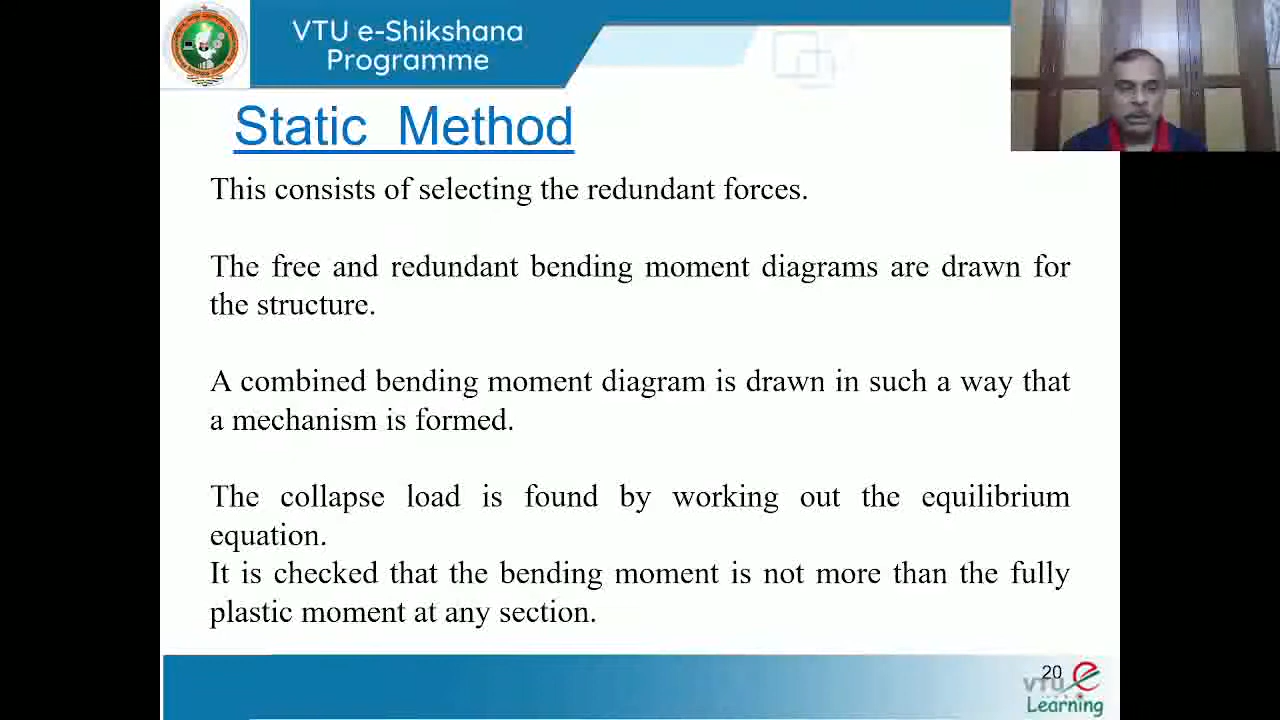 VTU e-Shikshana
Programme
Static Method
This consists of selecting the redundant forces.
The free and redundant bending moment diagrams are drawn for
the structure.
A combined bending moment diagram is drawn in such a way that
a mechanism is formed.
The collapse load is found by working out the equilibrium
equation.
It is checked that the bending moment is not more than the fully
plastic moment at any section.
20
VTU e
Learning